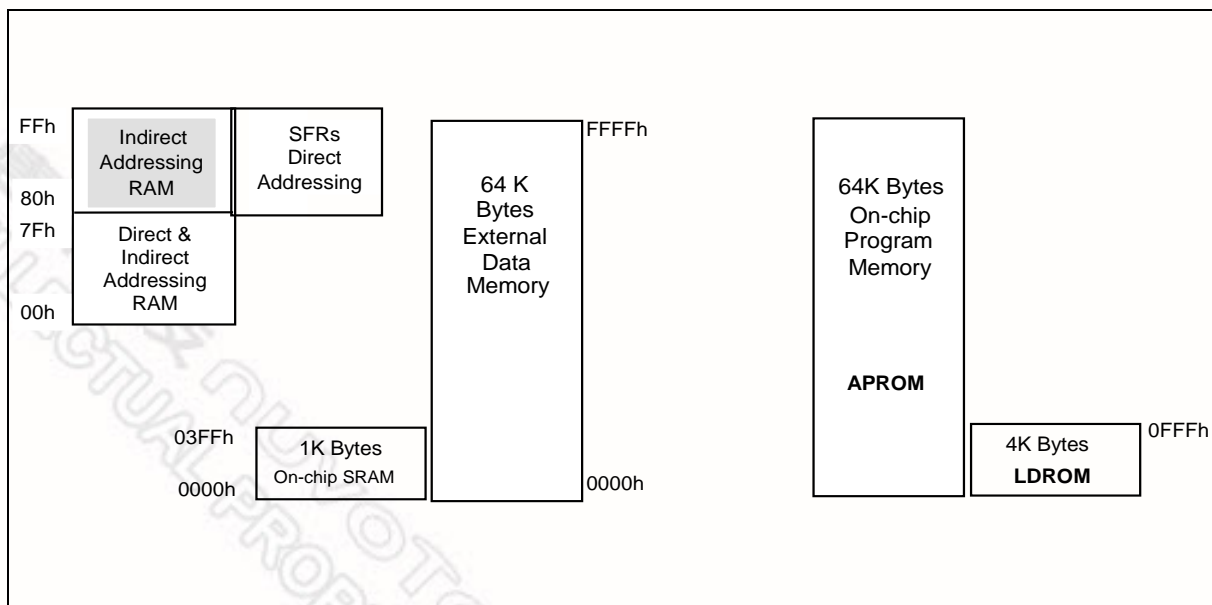 FFh
Indirect
Addressing
RAM
80h
SFRs
Direct
Addressing
7Fh
Direct &
Indirect
Addressing
RAM
00h
03FFh
1K Bytes
On-chip SRAM
0000h
FFFFh
64 K
Bytes
External
Data
Memory
0000h
64K Bytes
On-chip
Program
Memory
APROM
4K Bytes
LDROM
0FFFh